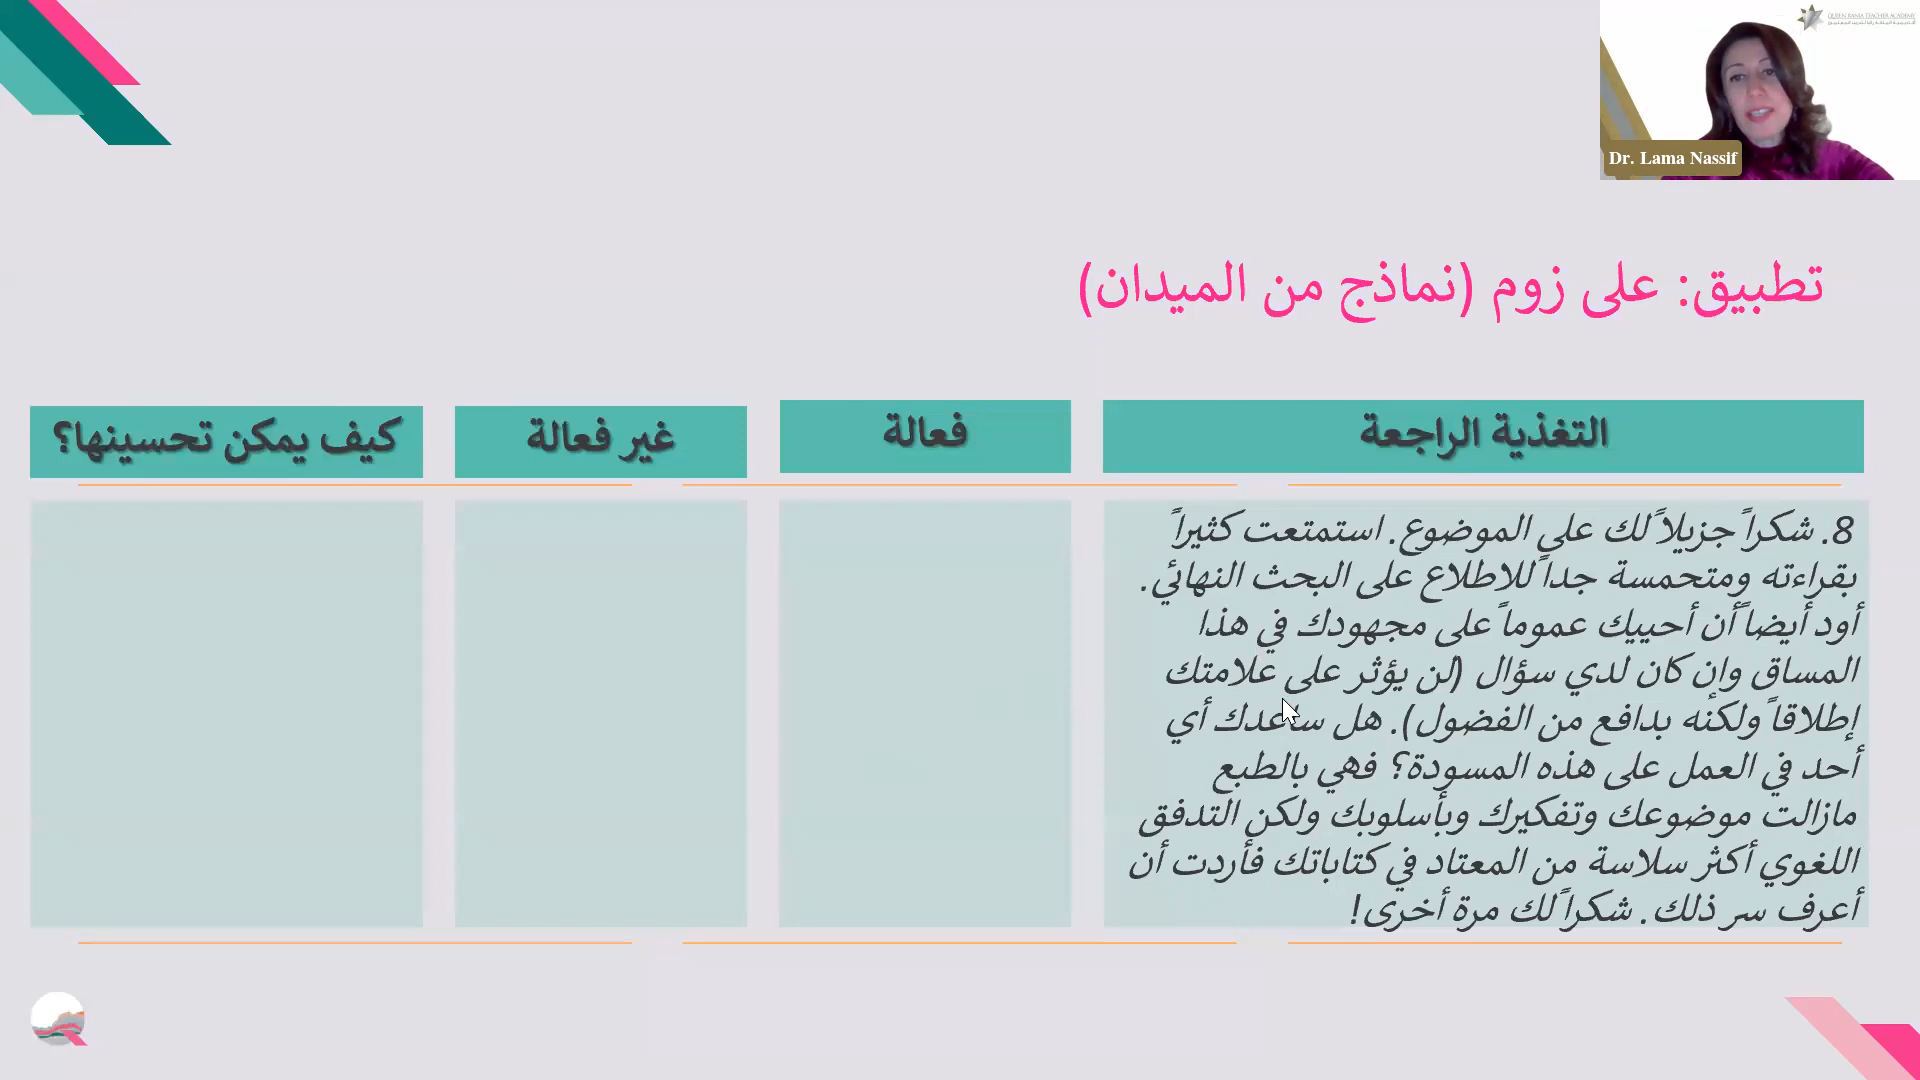 QUEEN RANIA TEACHER ACADEMY
Dr. Lama Nassif
تطبيق: على زوم (نماذج من الميدان)
التغذية الراجعة
فعالة
غير فعالة
كيف يمكن تحسينها؟
8. شكراً جزيلاً لك على الموضوع. استمتعت كثيراً
بقراءته ومتحمسة جداً للاطلاع على البحث النهائي.
أود أيضاً أن أحييك عموماً على مجهودك في هذا
المساق وإن كان لدي سؤال (لن يؤثر على علامتك
إطلاقاً ولكنه بدافع من الفضول). هل ساعدك أي
أحد في العمل على هذه المسودة؟ فهي بالطبع
مازالت موضوعك وتفكيرك وبأسلوبك ولكن التدفق
اللغوي أكثر سلاسة من المعتاد في كتاباتك فأردت أن
أعرف سر ذلك. شكراً لك مرة أخرى!